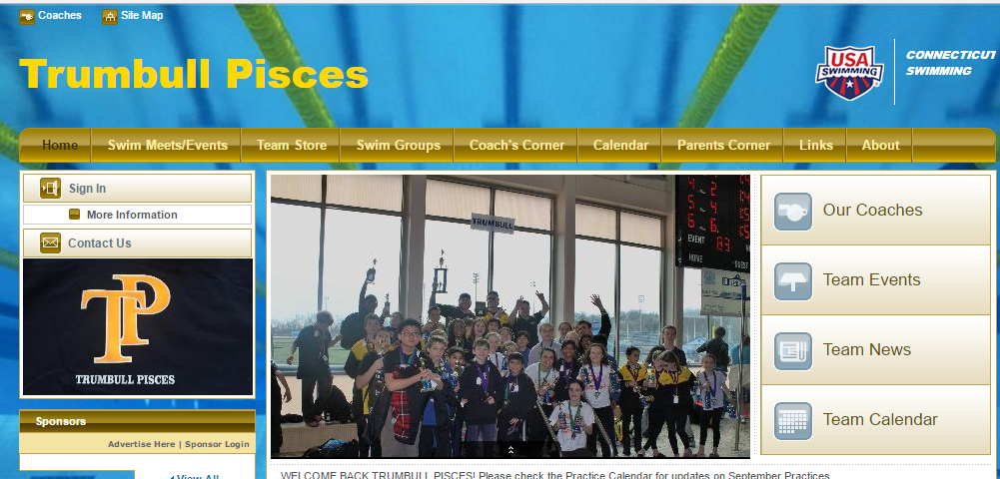 Coaches
Site Map
Trumbull Pisces
USA
SWIMMING
CONNECTICUT
SWIMMING
Home
Swim Meets/Events
Team Store
Swim Groups
Coach's Corner
Calendar
Parents Corner
Links
About
Sign In
More Information
Contact Us
TP
TRUMBULL PISCES
Sponsors
Advertise Here | Sponsor Login
View All
TRUMBULL
EVENT
HOME
GUEST
Our Coaches
Team Events
Team News
Team Calendar
WELCOME BACK TRUMBULL PISCES! Please check the Practice Calendar for updates on September Practices